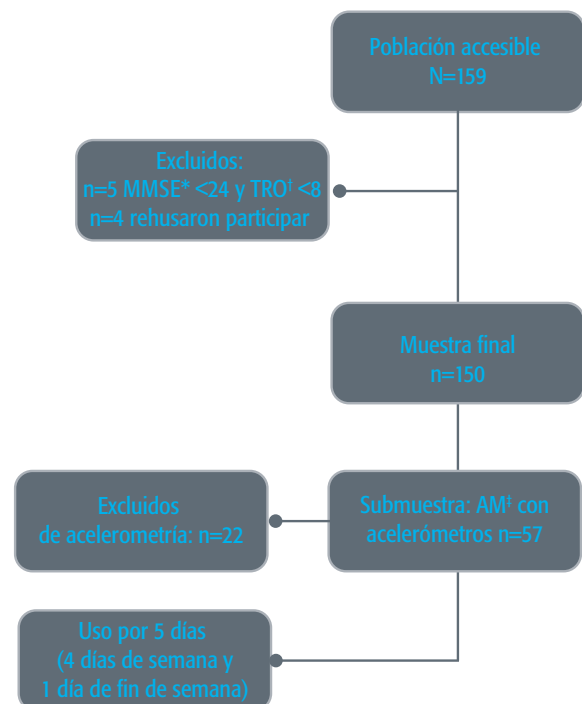 Población accesible
N=159
Excluidos:
n=5 MMSE* <24 y TRO† <8
n=4 rehusaron participar
Muestra final
n=150
Excluidos
de acelerometría: n=22
Submuestra: AM‡ con
acelerómetros n=57
Uso por 5 días
(4 días de semana y
1 día de fin de semana)